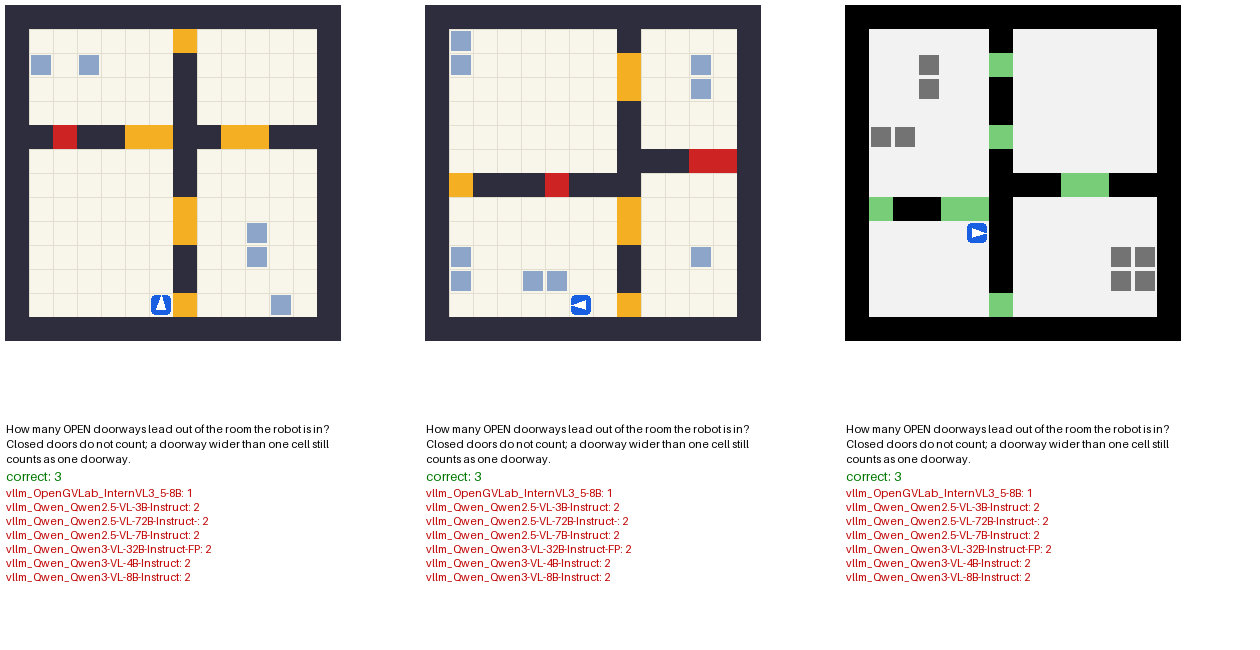 How many OPEN doorways lead out of the room the robot is in?
Closed doors do not count; a doorway wider than one cell still
counts as one doorway.
correct: 3
vllm_OpenGVLab_InternVL3_5-8B: 1
vllm_Qwen_Qwen2.5-VL-3B-Instruct: 2
vllm_Qwen_Qwen2.5-VL-72B-Instruct-: 2
vllm_Qwen_Qwen2.5-VL-7B-Instruct: 2
vllm_Qwen_Qwen3-VL-32B-Instruct-FP: 2
vllm_Qwen_Qwen3-VL-4B-Instruct: 2
vllm_Qwen_Qwen3-VL-8B-Instruct: 2
How many OPEN doorways lead out of the room the robot is in?
Closed doors do not count; a doorway wider than one cell still
counts as one doorway.
correct: 3
vllm_OpenGVLab_InternVL3_5-8B: 1
vllm_Qwen_Qwen2.5-VL-3B-Instruct: 2
vllm_Qwen_Qwen2.5-VL-72B-Instruct-: 2
vllm_Qwen_Qwen2.5-VL-7B-Instruct: 2
vllm_Qwen_Qwen3-VL-32B-Instruct-FP: 2
vllm_Qwen_Qwen3-VL-4B-Instruct: 2
vllm_Qwen_Qwen3-VL-8B-Instruct: 2
How many OPEN doorways lead out of the room the robot is in?
Closed doors do not count; a doorway wider than one cell still
counts as one doorway.
correct: 3
vllm_OpenGVLab_InternVL3_5-8B: 1
vllm_Qwen_Qwen2.5-VL-3B-Instruct: 2
vllm_Qwen_Qwen2.5-VL-72B-Instruct-: 2
vllm_Qwen_Qwen2.5-VL-7B-Instruct: 2
vllm_Qwen_Qwen3-VL-32B-Instruct-FP: 2
vllm_Qwen_Qwen3-VL-4B-Instruct: 2
vllm_Qwen_Qwen3-VL-8B-Instruct: 2